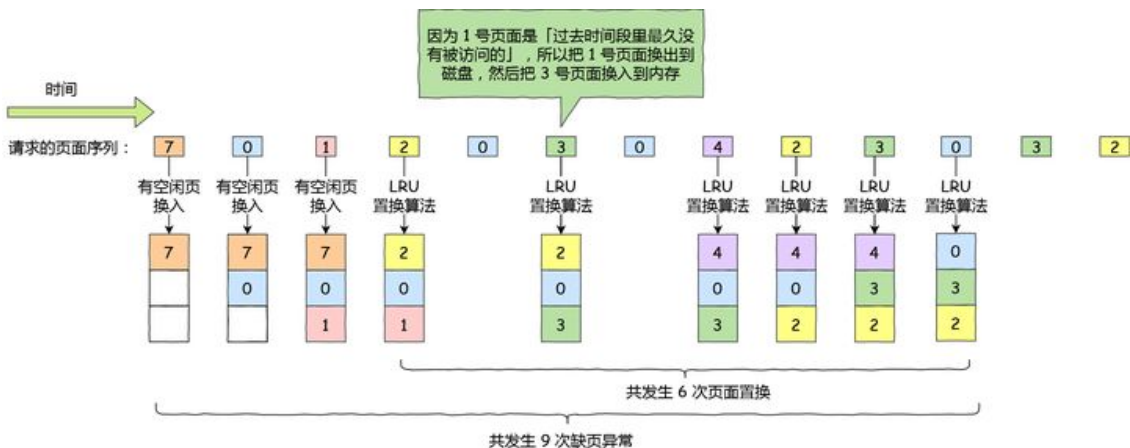 因为 1 号页面是「过去时间段里最久没
有被访问的」，所以把 1 号页面换出到
磁盘，然后把 3 号页面换入到内存
时间
请求的页面序列： 7 0 1 2 0 3 0 4 2 3 0 3 2
有空闲页 有空闲页 有空闲页 LRU LRU LRU LRU LRU LRU
换入 换入 换入 置换算法 置换算法 置换算法 置换算法 置换算法 置换算法
7 7 7 2 2 4 4 4 0
0 0 0 0 0 0 3 3
1 1 3 3 2 2 2
共发生 6 次页面置换
共发生 9 次缺页异常